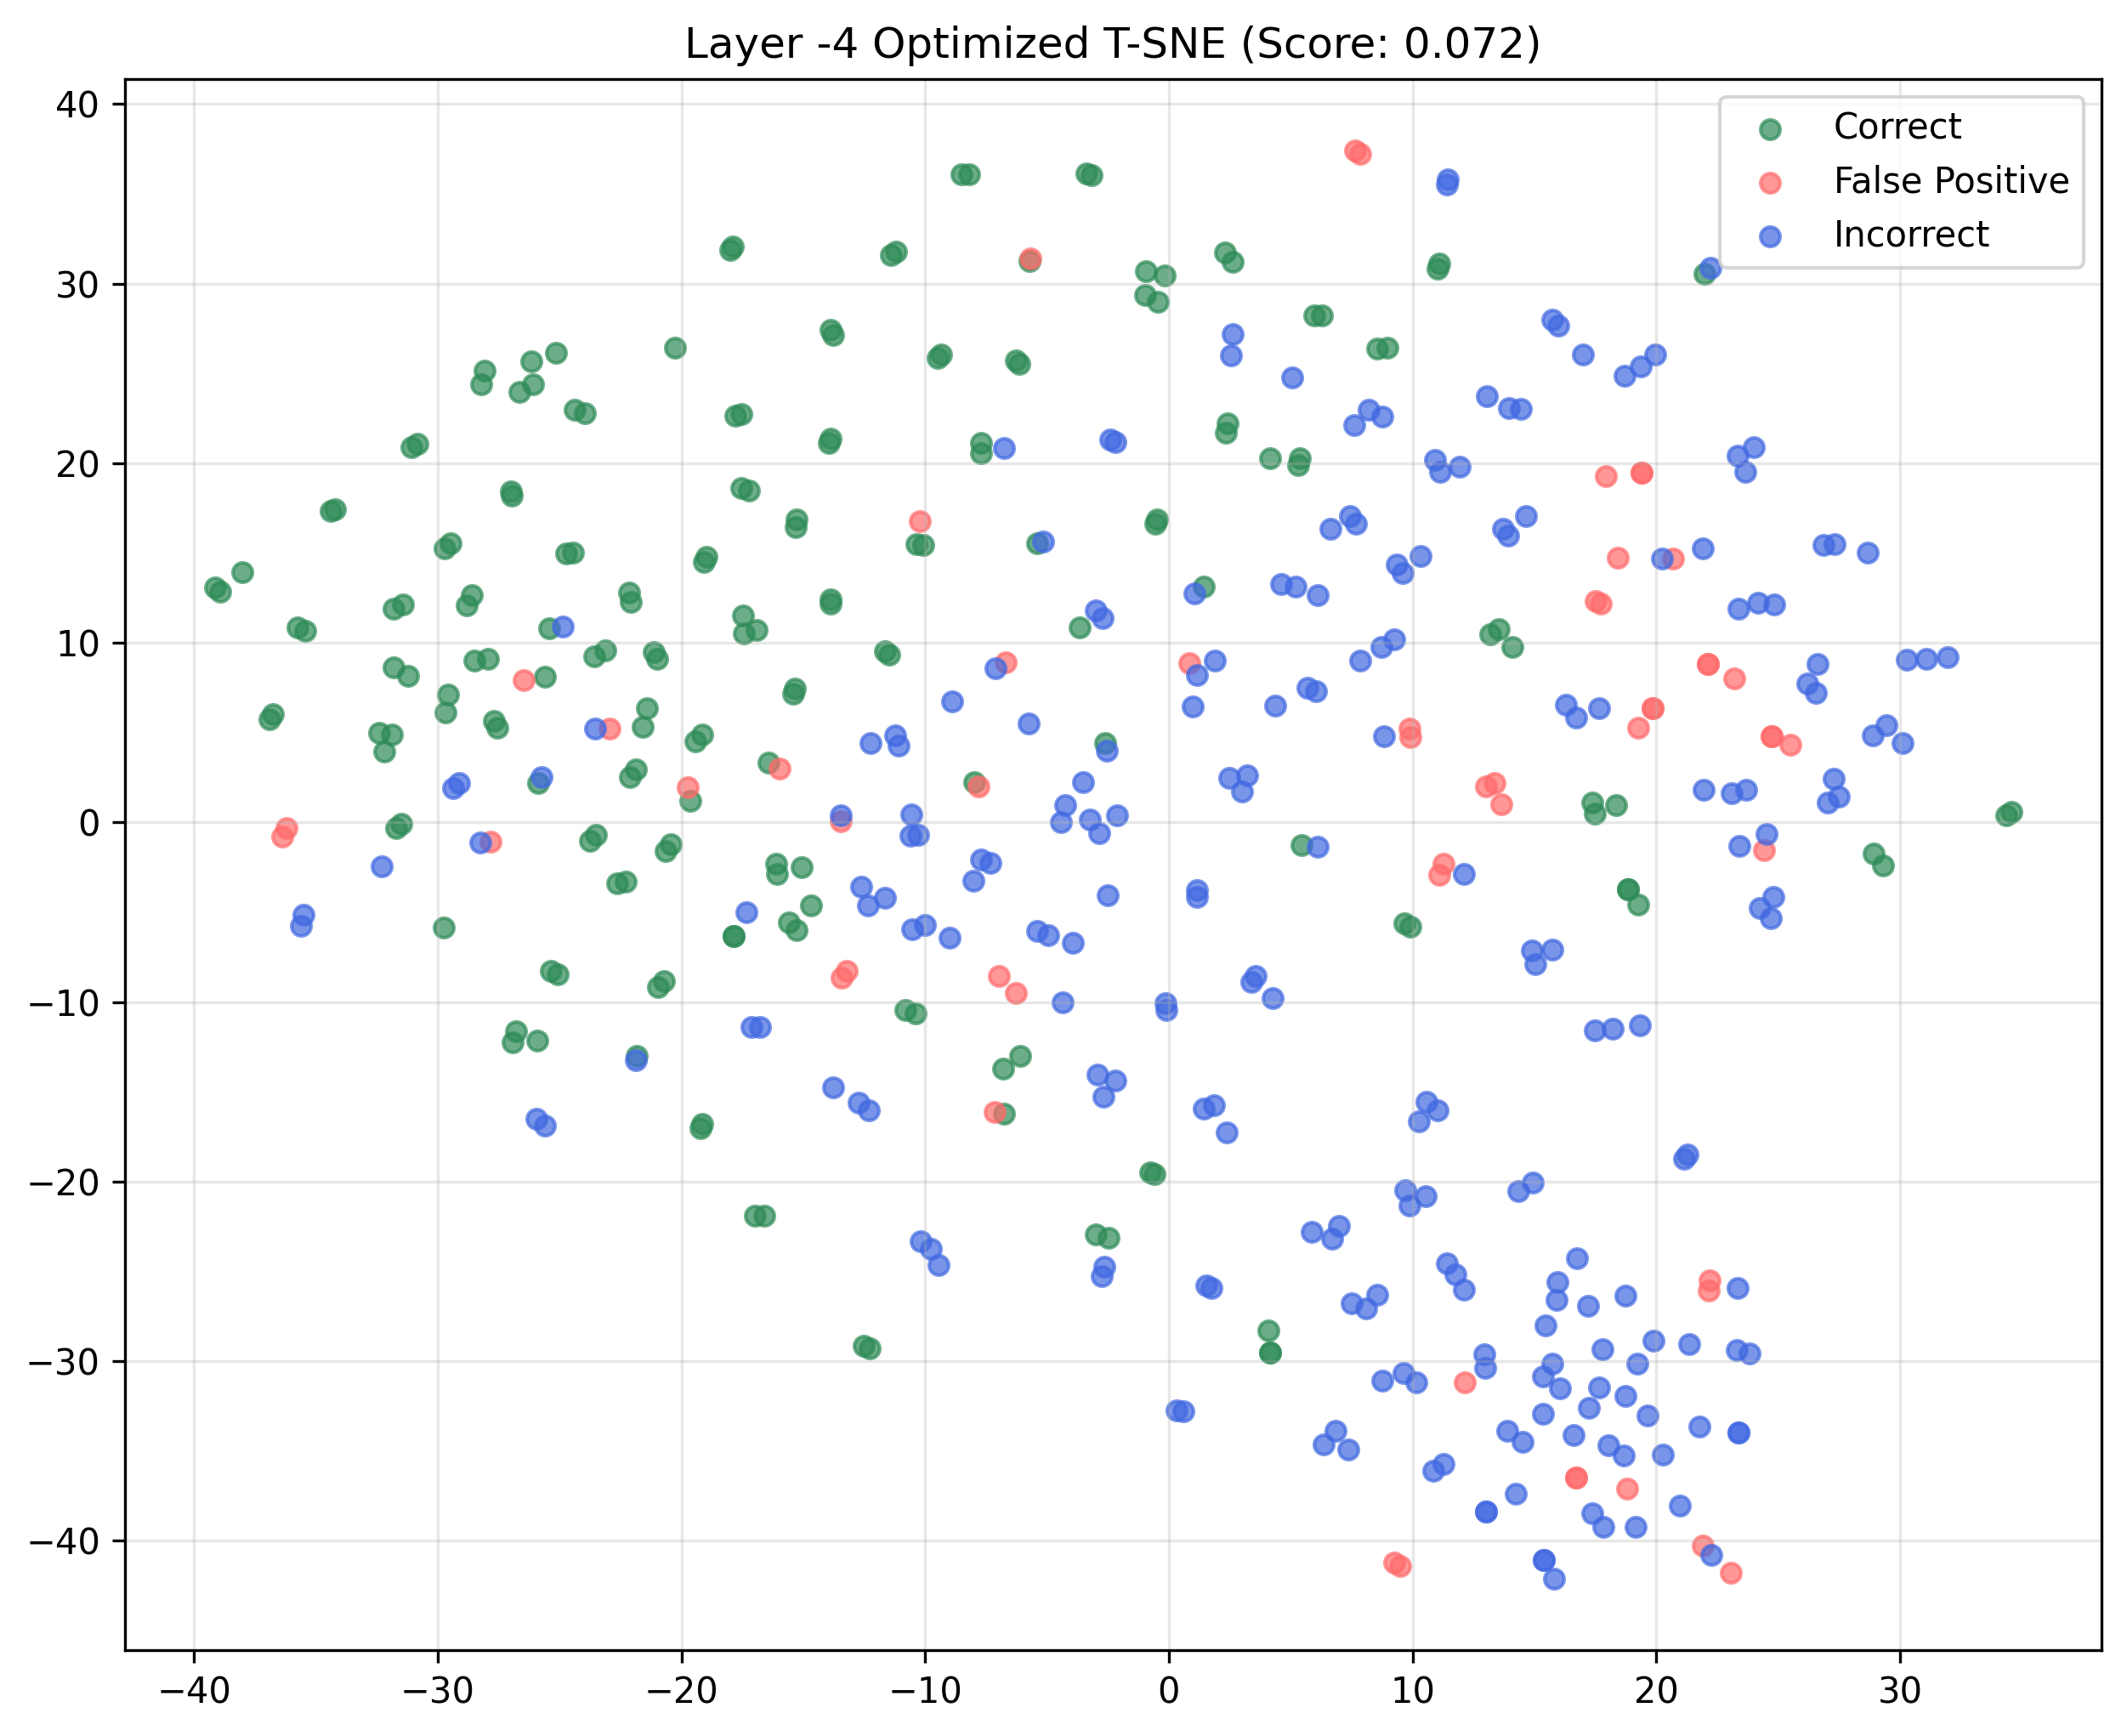 Layer -4 Optimized T-SNE (Score: 0.072)
Correct
False Positive
Incorrect
40
30
20
10
0
−10
−20
−30
−40
−40 −30 −20 −10 0 10 20 30